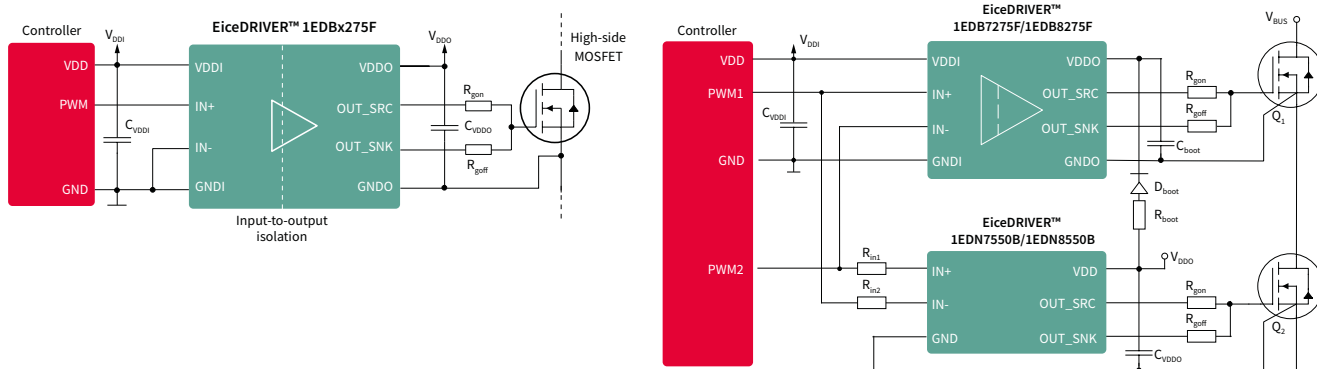 Controller
VDD
PWM
GND
VDDI
CVDDI
EiceDRIVER™ 1EDBx275F
VDDI
IN+
IN-
GNDI
VDDO
OUT_SRC
OUT_SNK
GNDO
Input-to-output
isolation
VDDO
CVDDO
Rgon
Rgoff
High-side
MOSFET
Controller
VDD
PWM1
GND
PWM2
VDDI
CVDDI
EiceDRIVER™
1EDB7275F/1EDB8275F
VDDI
IN+
IN-
GNDI
VDDO
OUT_SRC
OUT_SNK
GNDO
Rgon
Rgoff
Cboot
VBUS
Q1
Dboot
Rboot
EiceDRIVER™
1EDN7550B/1EDN8550B
Rin1
Rin2
IN+
IN-
GND
VDD
OUT_SRC
OUT_SNK
VDDO
Rgon
Rgoff
CVDDO
Q2